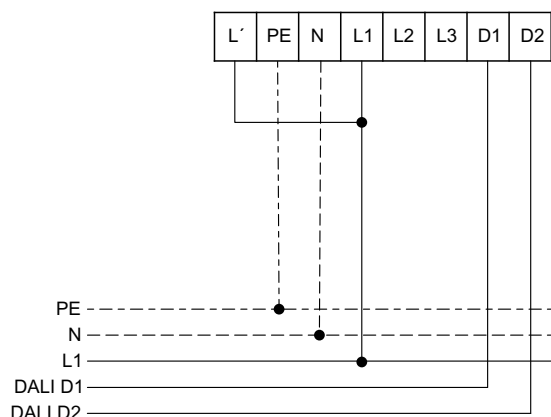 L´ PE N L1 L2 L3 D1 D2
PE
N
L1
DALI D1
DALI D2